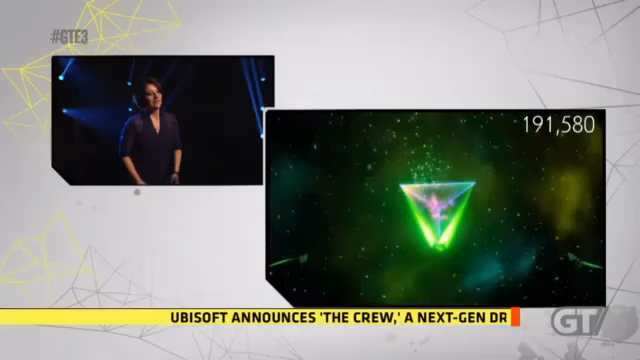 #GTE3
191,580
UBISOFT ANNOUNCES 'THE CREW,' A NEXT-GEN DR
GT